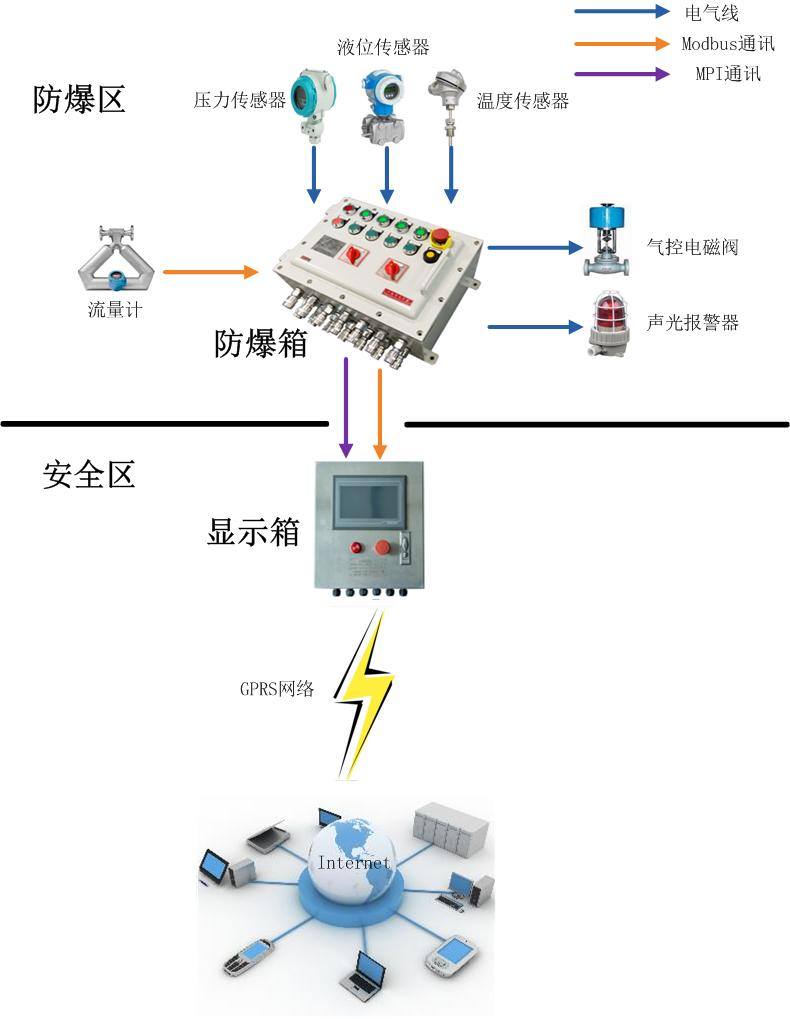 电气线
Modbus通讯
MPI通讯
液位传感器
防爆区
压力传感器
温度传感器
气控电磁阀
流量计
声光报警器
防爆箱
安全区
显示箱
GPRS网络
Internet